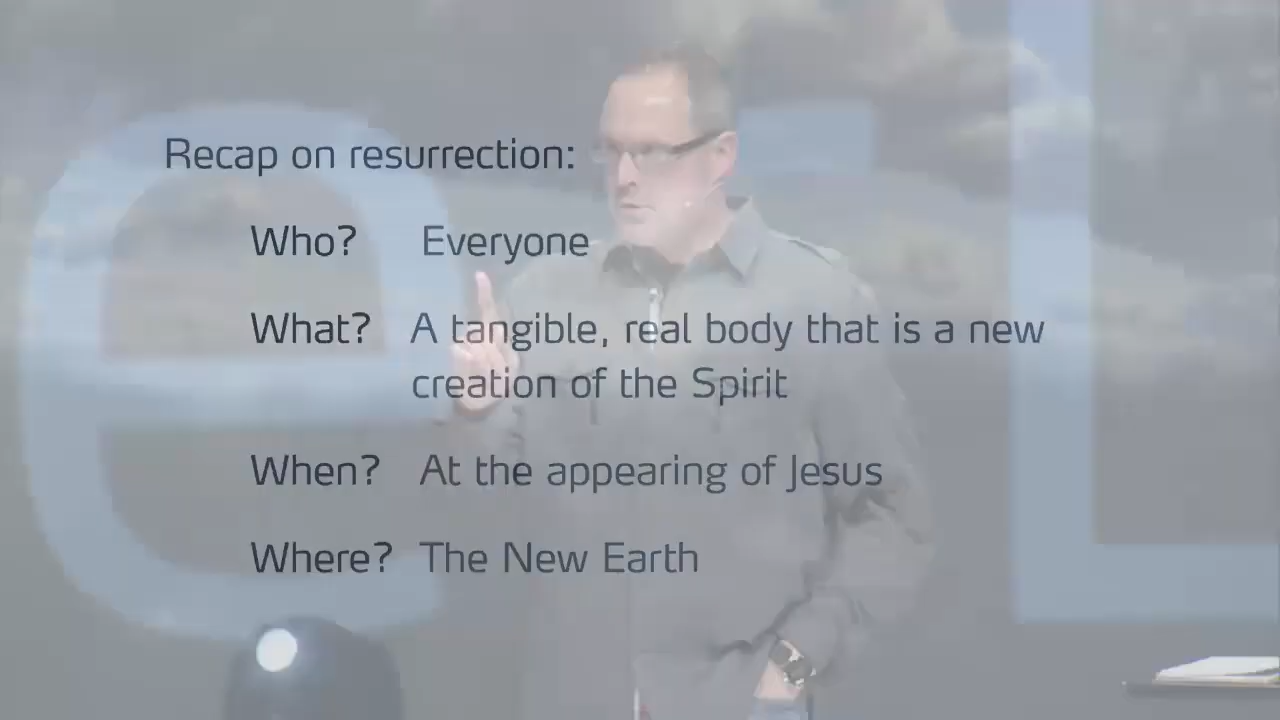 Recap on resurrection:
Who? Everyone
What? A tangible, real body that is a new
creation of the Spirit
When? At the appearing of Jesus
Where? The New Earth